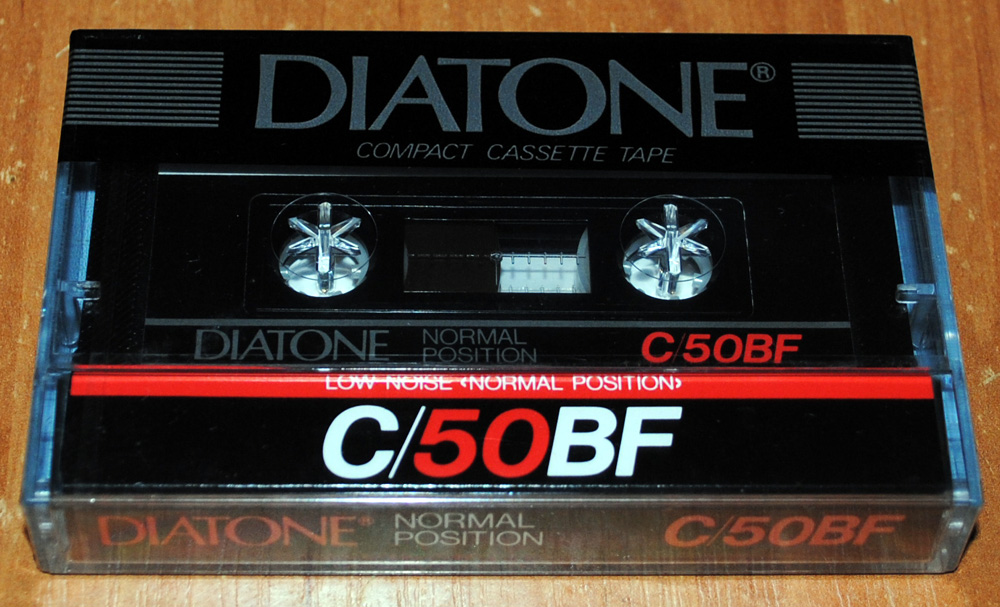 DIATONE®
COMPACT CASSETTE TAPE
DIATONE NORMAL POSITION C/50BF
LOW NOISE <NORMAL POSITION>
C/50BF
DIATONE® NORMAL POSITION C/50BF